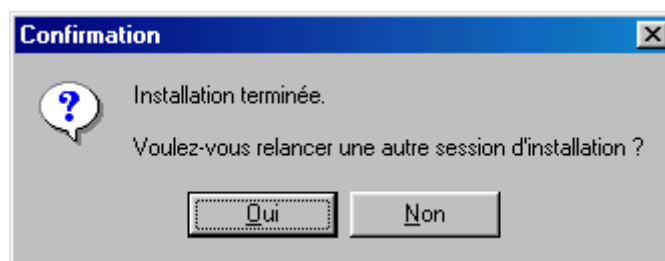 Confirmation
Installation terminée.
Voulez-vous relancer une autre session d'installation ?
Oui Non